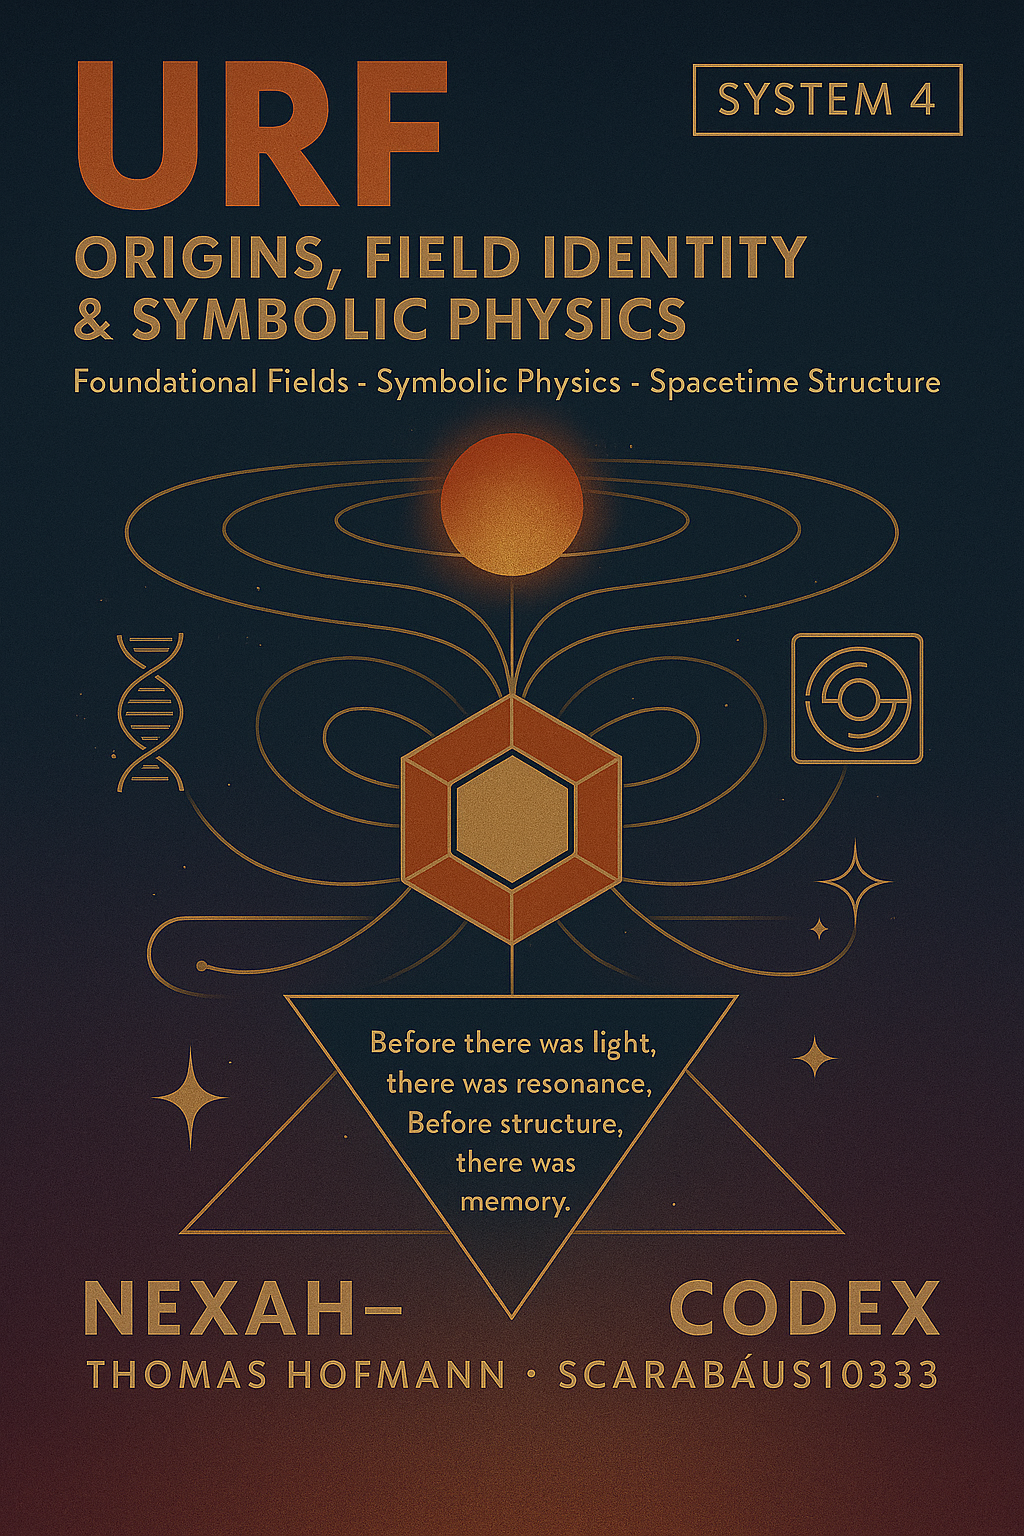 URF
SYSTEM 4
ORIGINS, FIELD IDENTITY
& SYMBOLIC PHYSICS
Foundational Fields - Symbolic Physics - Spacetime Structure
Before there was light,
there was resonance,
Before structure,
there was
memory.
NEXAH– CODEX
THOMAS HOFMANN • SCARABÁUS10333